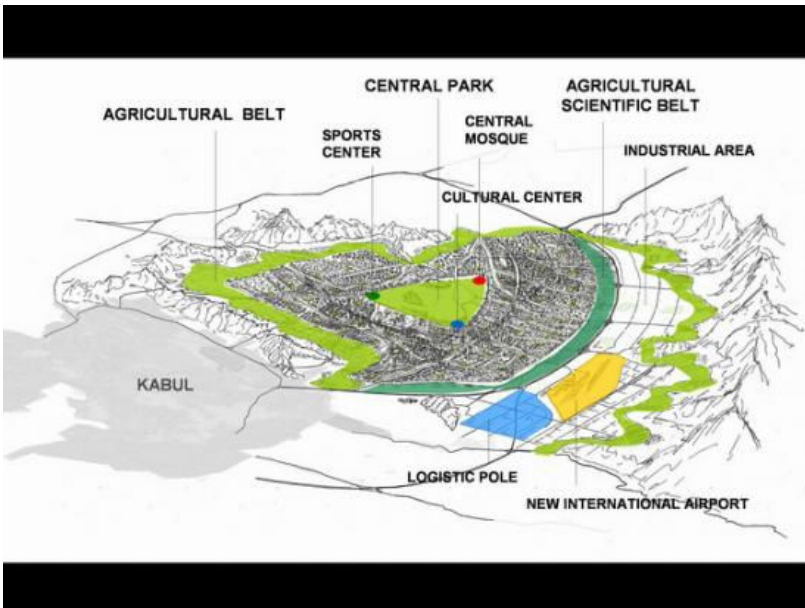 CENTRAL PARK
AGRICULTURAL
SCIENTIFIC BELT
AGRICULTURAL BELT
SPORTS
CENTER
CENTRAL
MOSQUE
INDUSTRIAL AREA
CULTURAL CENTER
KABUL
LOGISTIC POLE
NEW INTERNATIONAL AIRPORT